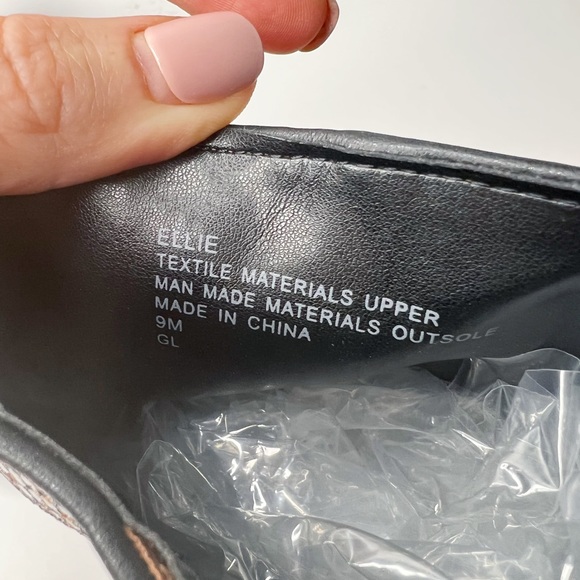 ELLIE
TEXTILE MATERIALS UPPER
MAN MADE MATERIALS OUTSOLE
MADE IN CHINA
9M
GL